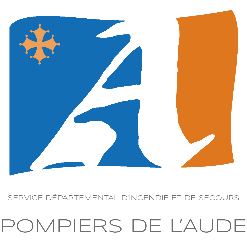 A
SERVICE DÉPARTEMENTAL D'INCENDIE ET DE SECOURS
POMPIERS DE L'AUDE